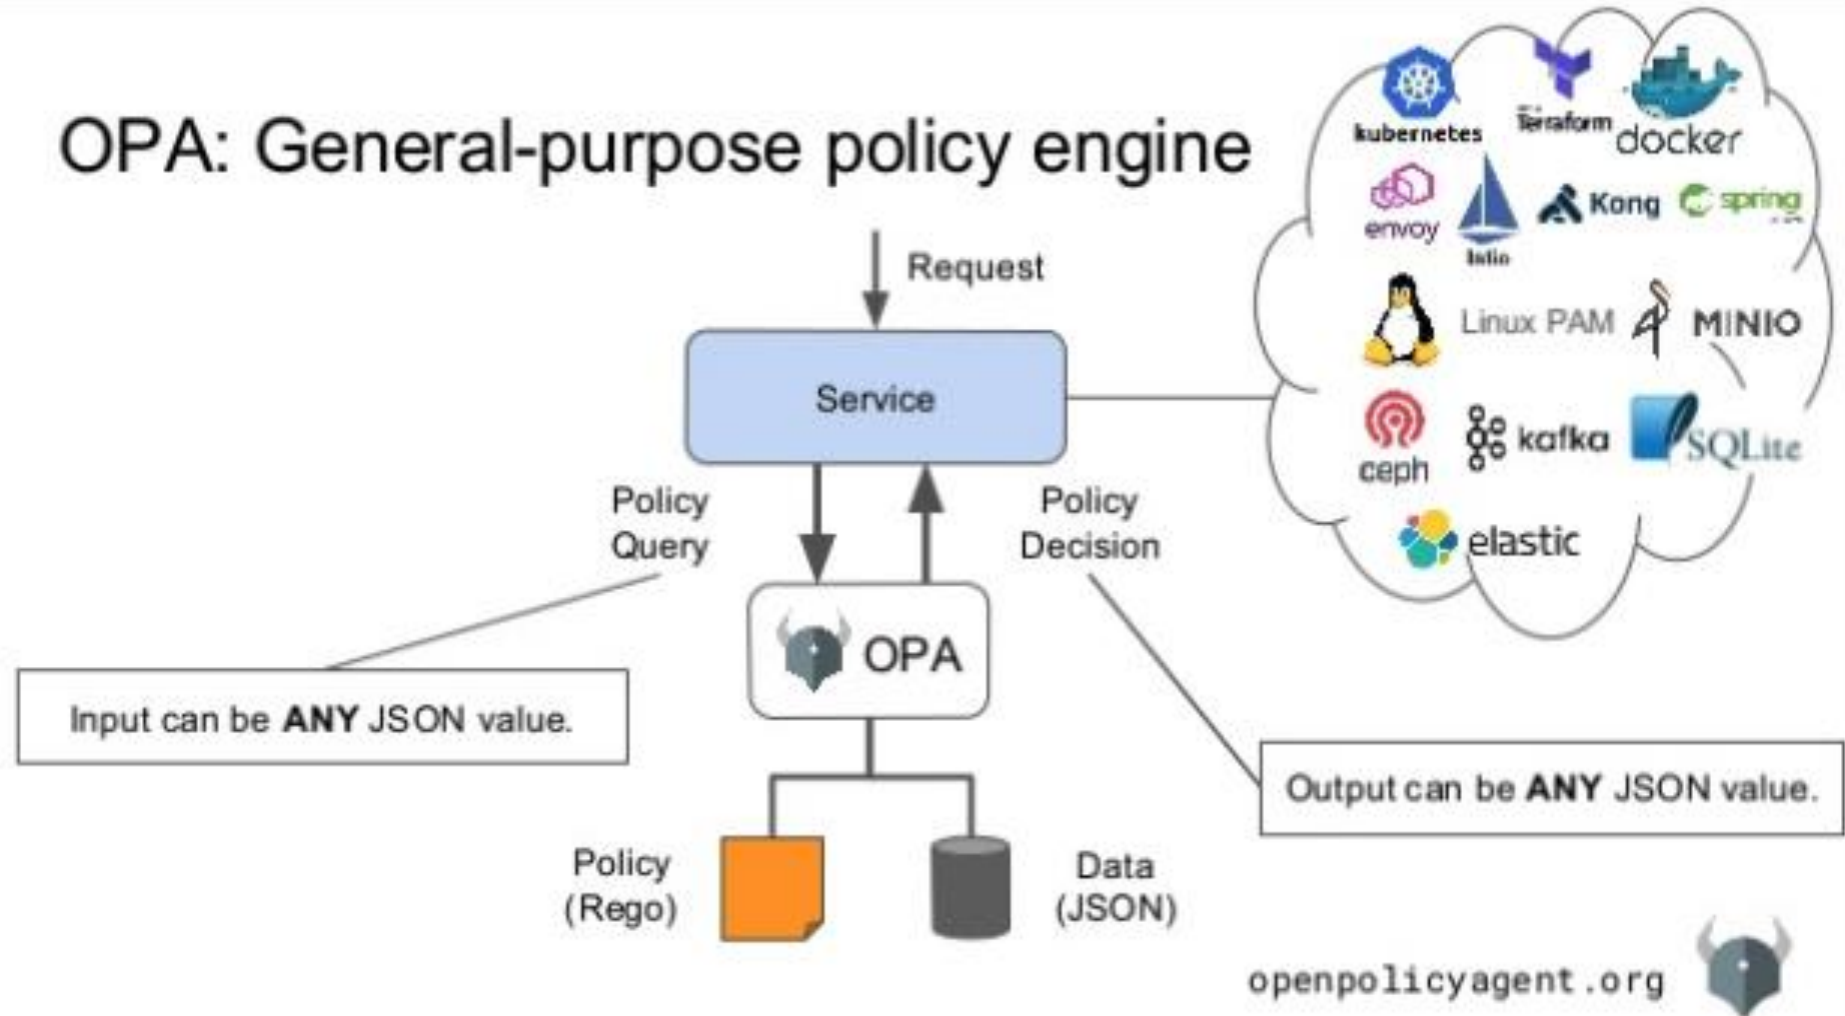 OPA: General-purpose policy engine
kubernetes
Terraform
docker
envoy
Istio
Kong
spring
Request
Linux PAM
MINIO
Service
ceph
kafka
SQLite
Policy
Query
Policy
Decision
elastic
OPA
Input can be ANY JSON value.
Output can be ANY JSON value.
Policy
(Rego)
Data
(JSON)
openpolicyagent.org